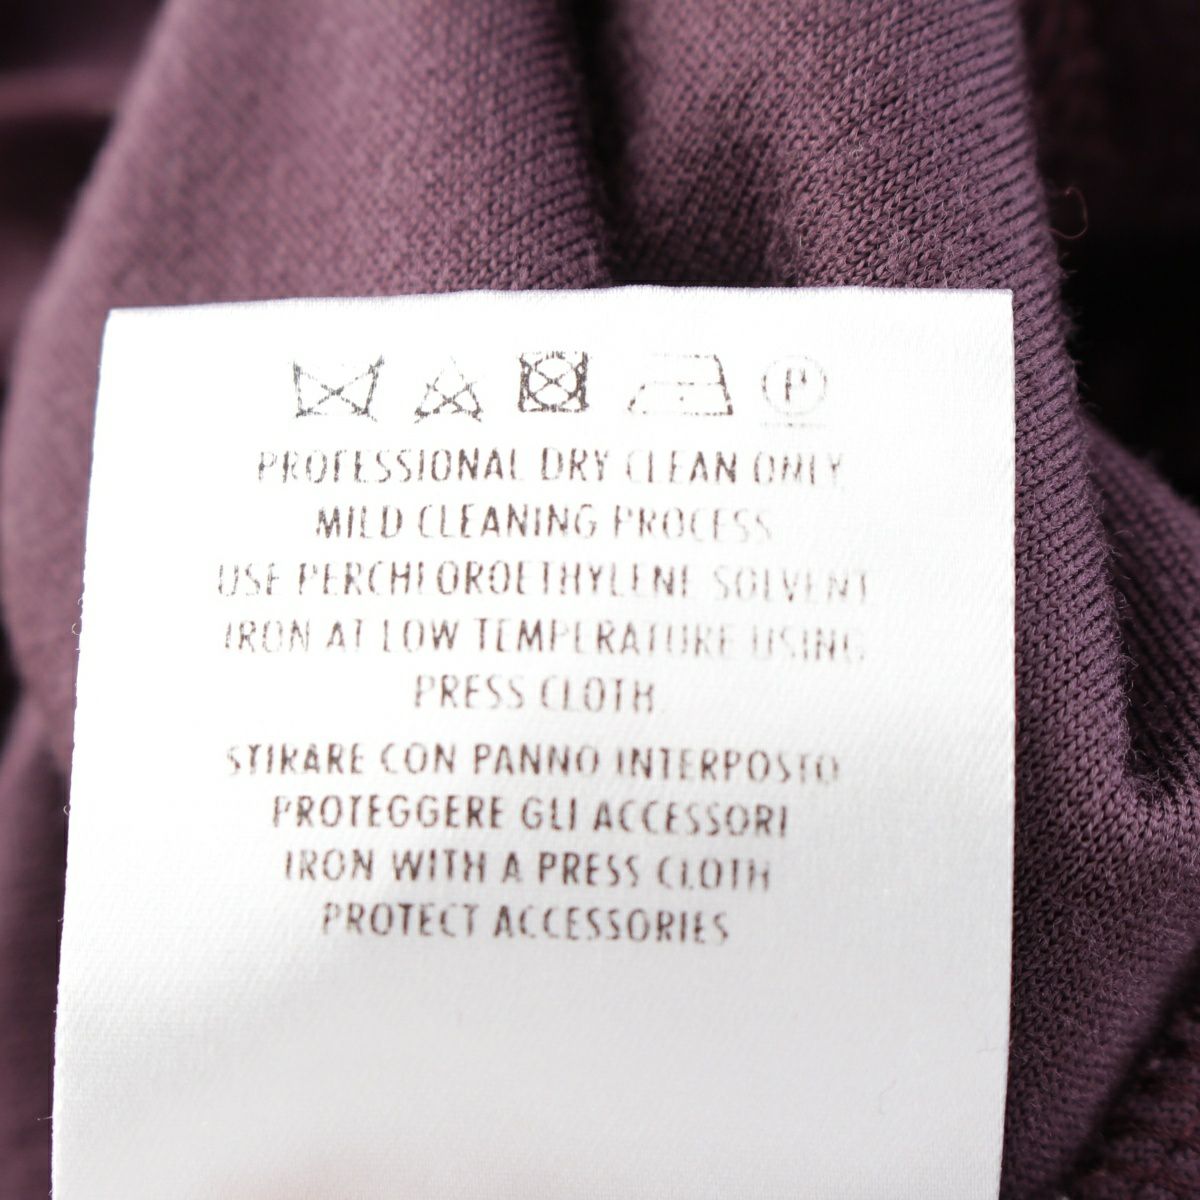 P
PROFESSIONAL DRY CLEAN ONLY
MILD CLEANING PROCESS
USE PERCHLOROETHYLENE SOLVENT
IRON AT LOW TEMPERATURE USING
PRESS CLOTH.
STIRARE CON PANNO INTERPOSTO
PROTEGGERE GLI ACCESSORI
IRON WITH A PRESS CLOTH
PROTECT ACCESSORIES